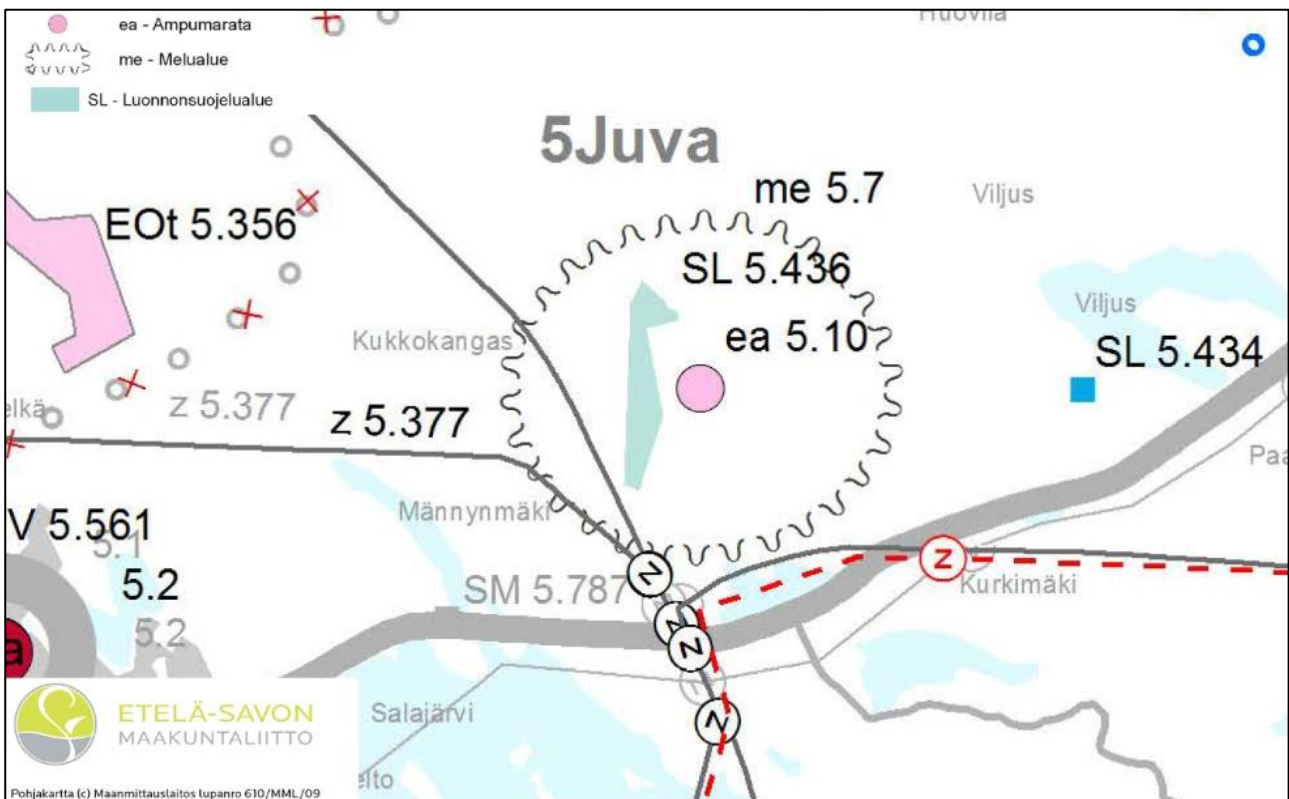 ea - Ampumarata
me - Melualue
SL - Luonnonsuojelualue
Huovila
5Juva
me 5.7
Viljus
EOt 5.356
SL 5.436
Viljus
Kukkokangas
ea 5.10
SL 5.434
z 5.377
z 5.377
elkä
Paa
Männynmäki
V 5.561
5.1
5.2
SM 5.787
Z
Kurkimäki
5.2
Z
Z
Z
a
Z
ETELÄ-SAVON
MAAKUNTALIITTO
Salajärvi
elto
Pohjakartta (c) Maanmittauslaitos lupanro 610/MML/09